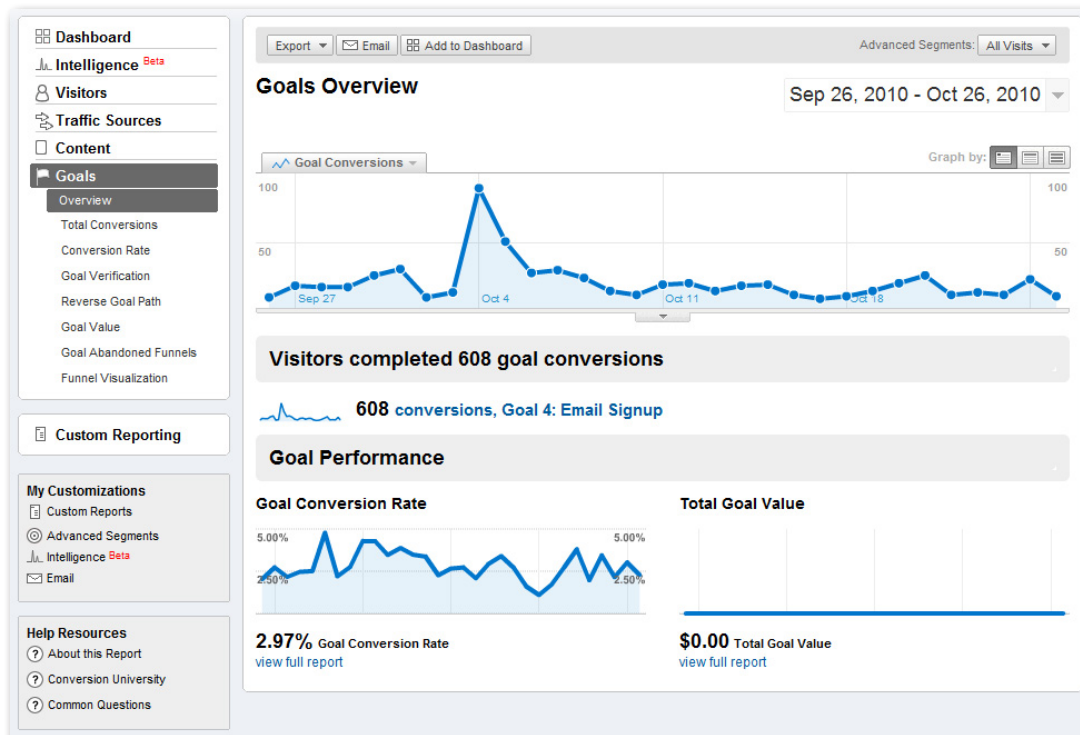 Dashboard
Intelligence Beta
Visitors
Traffic Sources
Content
Goals
Overview
Total Conversions
Conversion Rate
Goal Verification
Reverse Goal Path
Goal Value
Goal Abandoned Funnels
Funnel Visualization
Custom Reporting
My Customizations
Custom Reports
Advanced Segments
Intelligence Beta
Email
Help Resources
? About this Report
? Conversion University
? Common Questions
Export Email Add to Dashboard Advanced Segments: All Visits
Goals Overview
Sep 26, 2010 - Oct 26, 2010
Goal Conversions Graph by:
100 100
50 50
Sep 27 Oct 4 Oct 11 Oct 18
Visitors completed 608 goal conversions
608 conversions, Goal 4: Email Signup
Goal Performance
Goal Conversion Rate
5.00% 5.00%
2.50% 2.50%
2.97% Goal Conversion Rate
view full report
Total Goal Value
$0.00 Total Goal Value
view full report